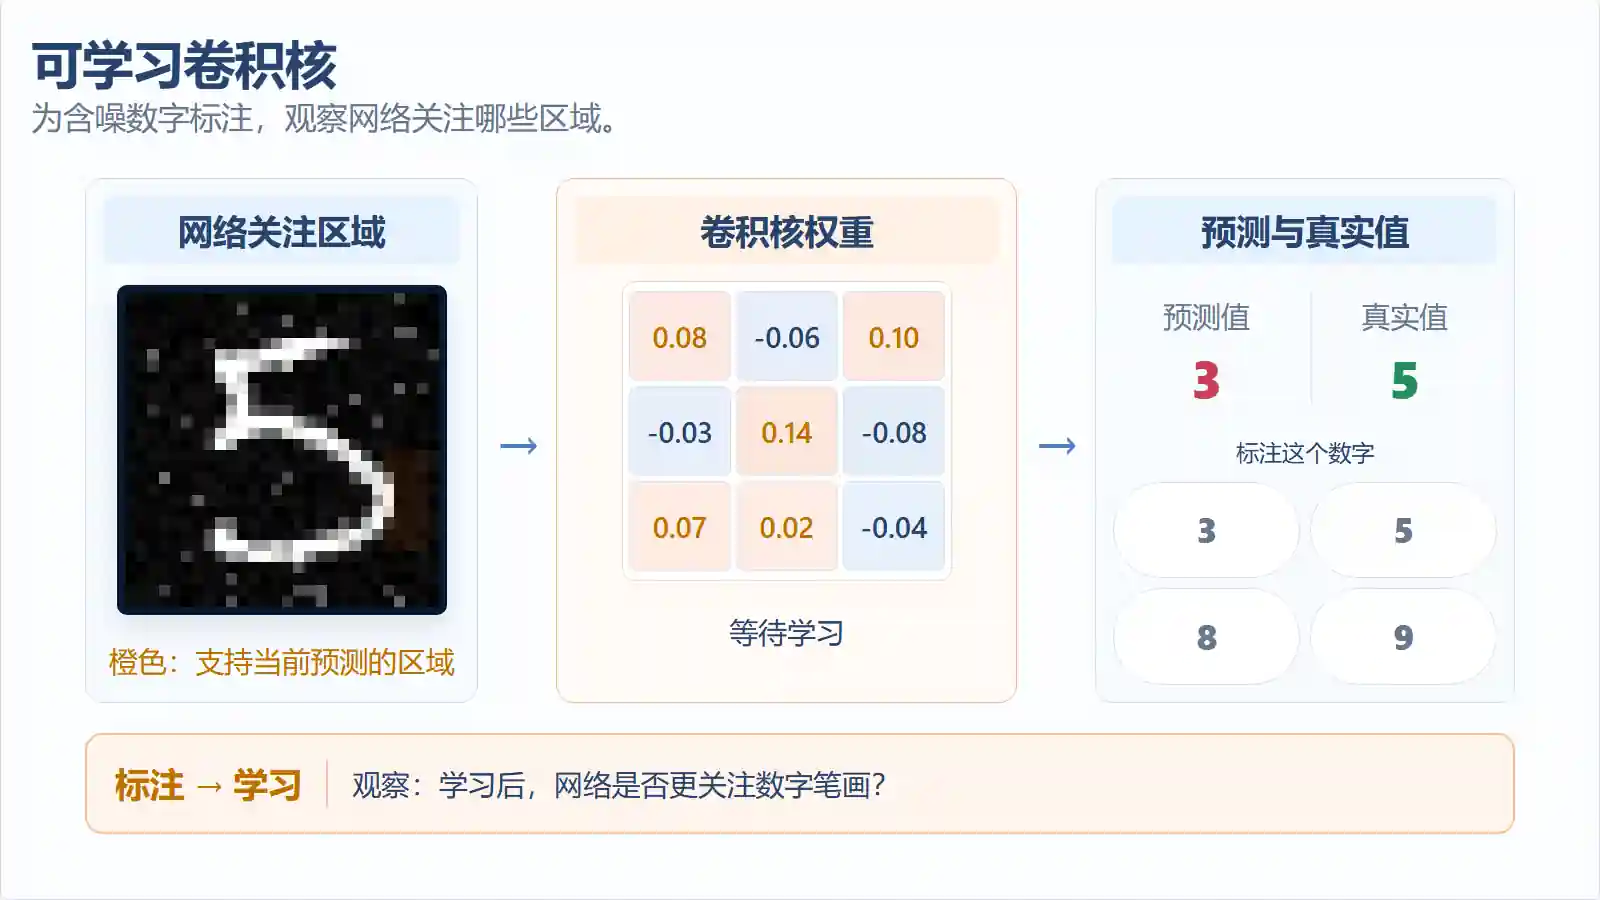 可学习卷积核
为含噪数字标注，观察网络关注哪些区域。
网络关注区域
橙色：支持当前预测的区域
→
卷积核权重
0.08 -0.06 0.10
-0.03 0.14 -0.08
0.07 0.02 -0.04
等待学习
→
预测与真实值
预测值 真实值
3 5
标注这个数字
3 5
8 9
标注 → 学习 观察：学习后，网络是否更关注数字笔画？
5